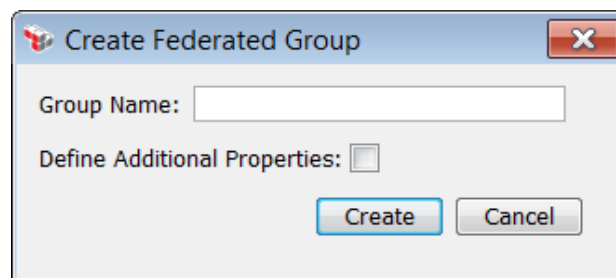 Create Federated Group
Group Name:
Define Additional Properties:
Create Cancel